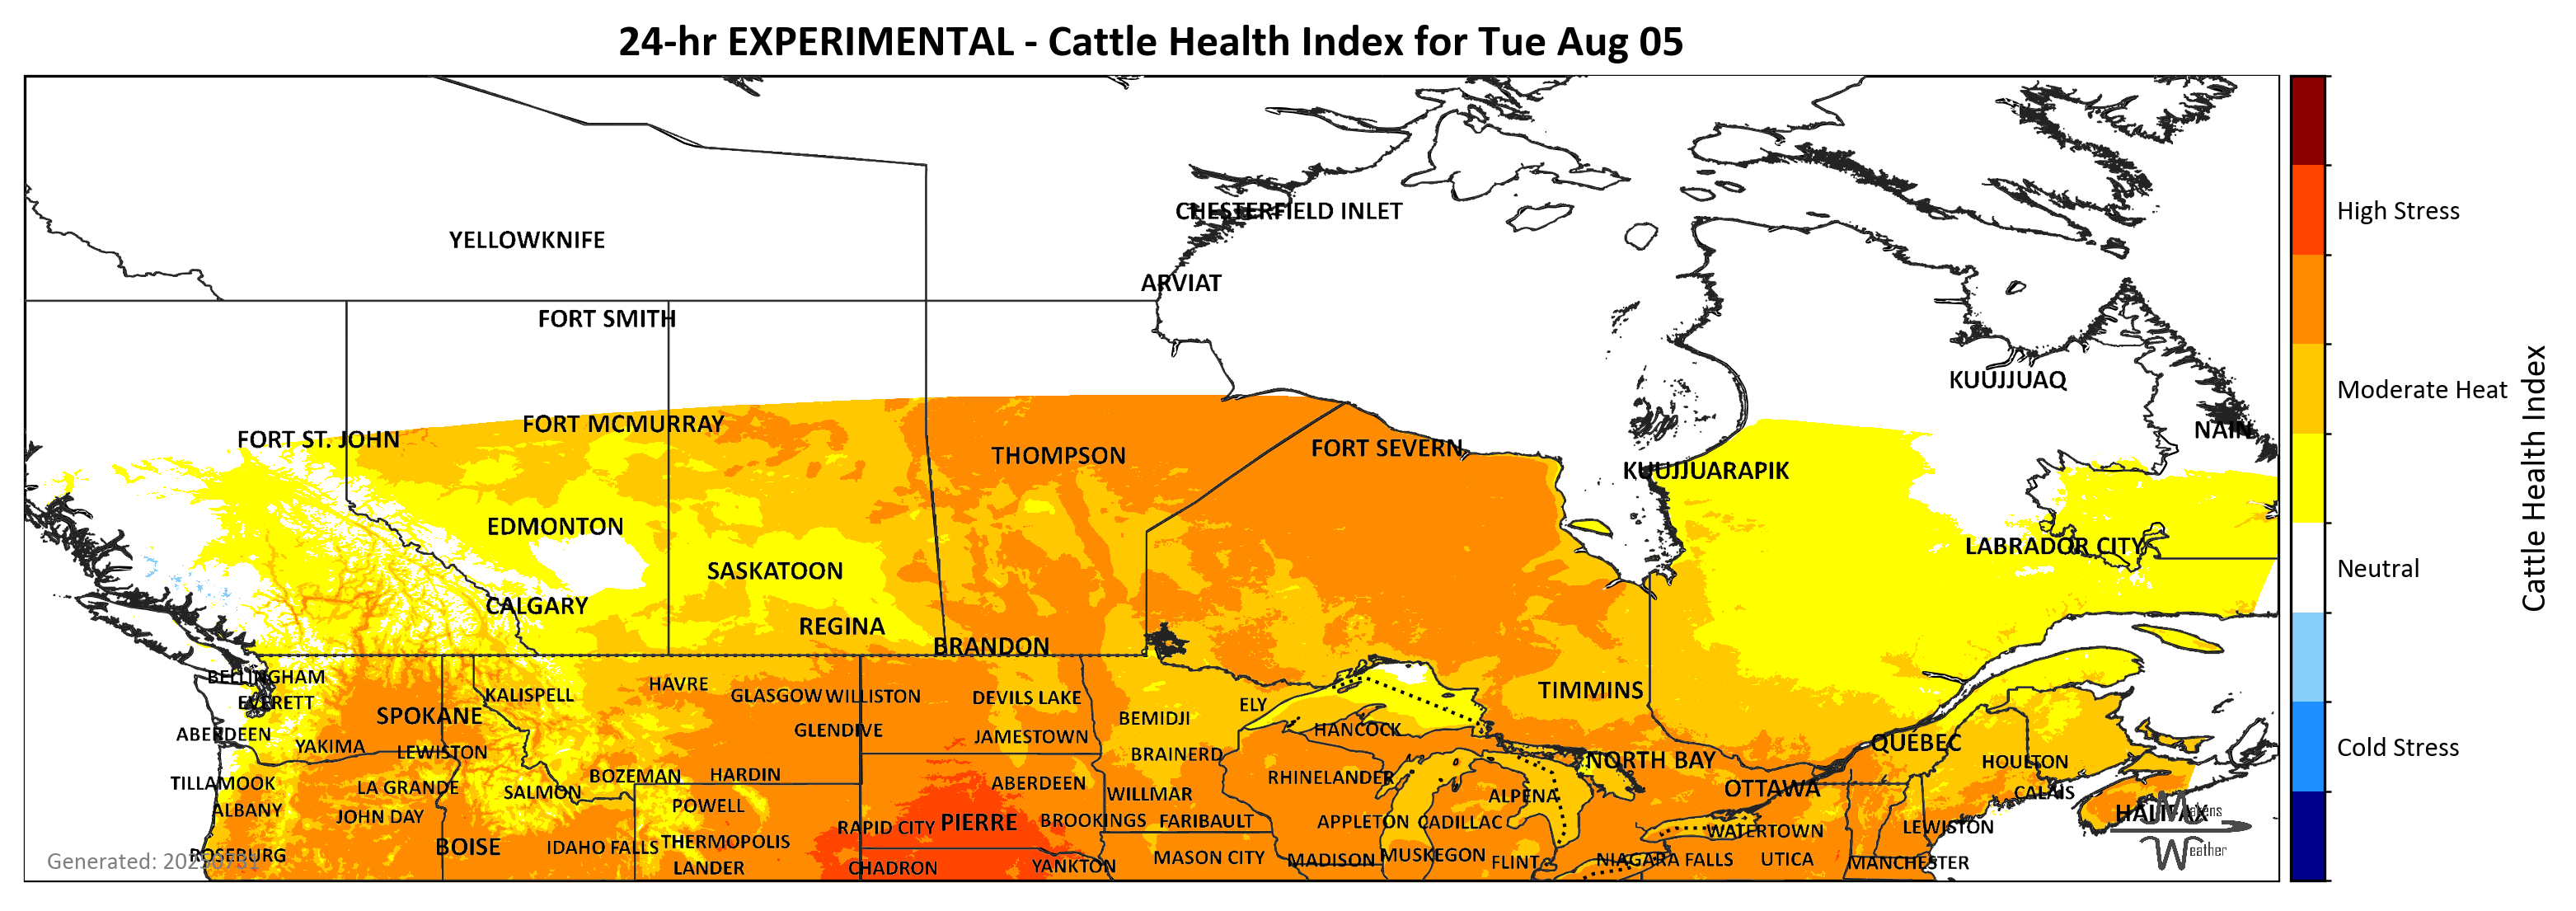 24-hr EXPERIMENTAL - Cattle Health Index for Tue Aug 05
CHESTERFIELD INLET
YELLOWKNIFE
ARVIAT
FORT SMITH
KUUJJUAQ
FORT MCMURRAY
NAIN
FORT ST. JOHN
FORT SEVERN
THOMPSON
KUUJJUARAPIK
EDMONTON
LABRADOR CITY
SASKATOON
CALGARY
REGINA
BRANDON
BELLINGHAM
HAVRE
TIMMINS
KALISPELL
GLASGOW WILLISTON
DEVILS LAKE
EVERETT
ELY
SPOKANE
BEMIDJI
HANCOCK
GLENDIVE
ABERDEEN
JAMESTOWN
QUEBEC
YAKIMA
LEWISTON
BRAINERD
NORTH BAY
HOULTON
BOZEMAN
HARDIN
RHINELANDER
TILLAMOOK
LA GRANDE
SALMON
ABERDEEN
WILLMAR
ALPENA
OTTAWA
CALAIS
POWELL
ALBANY
JOHN DAY
RAPID CITY
PIERRE
BROOKINGS
FARIBAULT
APPLETON
CADILLAC
WATERTOWN
LEWISTON
HALIFAX
BOISE
IDAHO FALLS
THERMOPOLIS
ROSEBURG
LANDER
CHADRON
YANKTON
MASON CITY
MADISON
MUSKEGON
FLINT
NIAGARA FALLS
UTICA
MANCHESTER
Makens
Weather
High Stress
Moderate Heat
Neutral
Cold Stress
Cattle Health Index
Generated: 20250731